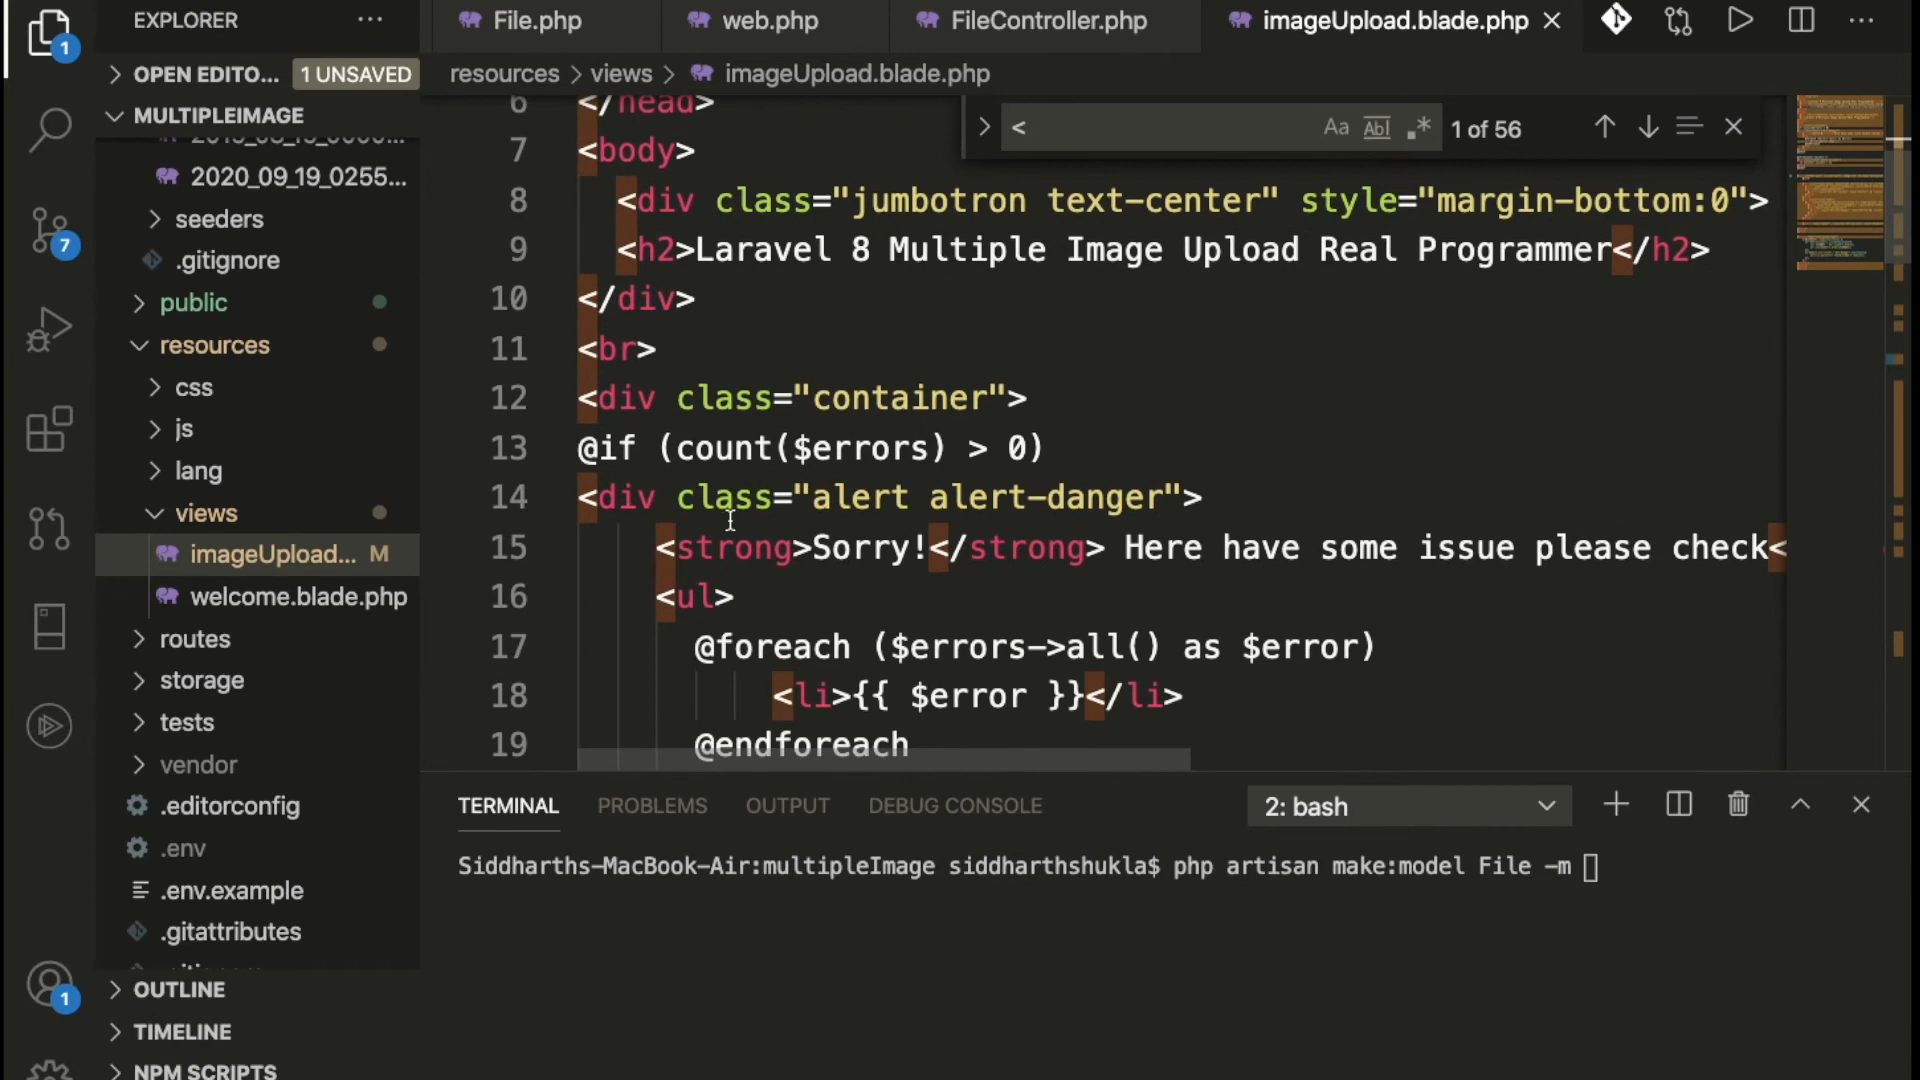 EXPLORER
File.php
web.php
FileController.php
imageUpload.blade.php
1
OPEN EDITO...
1 UNSAVED
resources > views > imageUpload.blade.php
MULTIPLEIMAGE
2020_09_19_0255...
seeders
.gitignore
public
resources
css
js
lang
views
imageUpload... M
welcome.blade.php
routes
storage
tests
vendor
.editorconfig
.env
.env.example
.gitattributes
OUTLINE
TIMELINE
NPM SCRIPTS
7
1
<
Aa
Abl
.*
1 of 56
6 </head>
7 <body>
8 <div class="jumbotron text-center" style="margin-bottom:0">
9 <h2>Laravel 8 Multiple Image Upload Real Programmer</h2>
10 </div>
11 <br>
12 <div class="container">
13 @if (count($errors) > 0)
14 <div class="alert alert-danger">
15 <strong>Sorry!</strong> Here have some issue please check<
16 <ul>
17 @foreach ($errors->all() as $error)
18 <li>{{ $error }}</li>
19 @endforeach
TERMINAL
PROBLEMS
OUTPUT
DEBUG CONSOLE
2: bash
Siddharths-MacBook-Air:multipleImage siddharthshukla$ php artisan make:model File -m